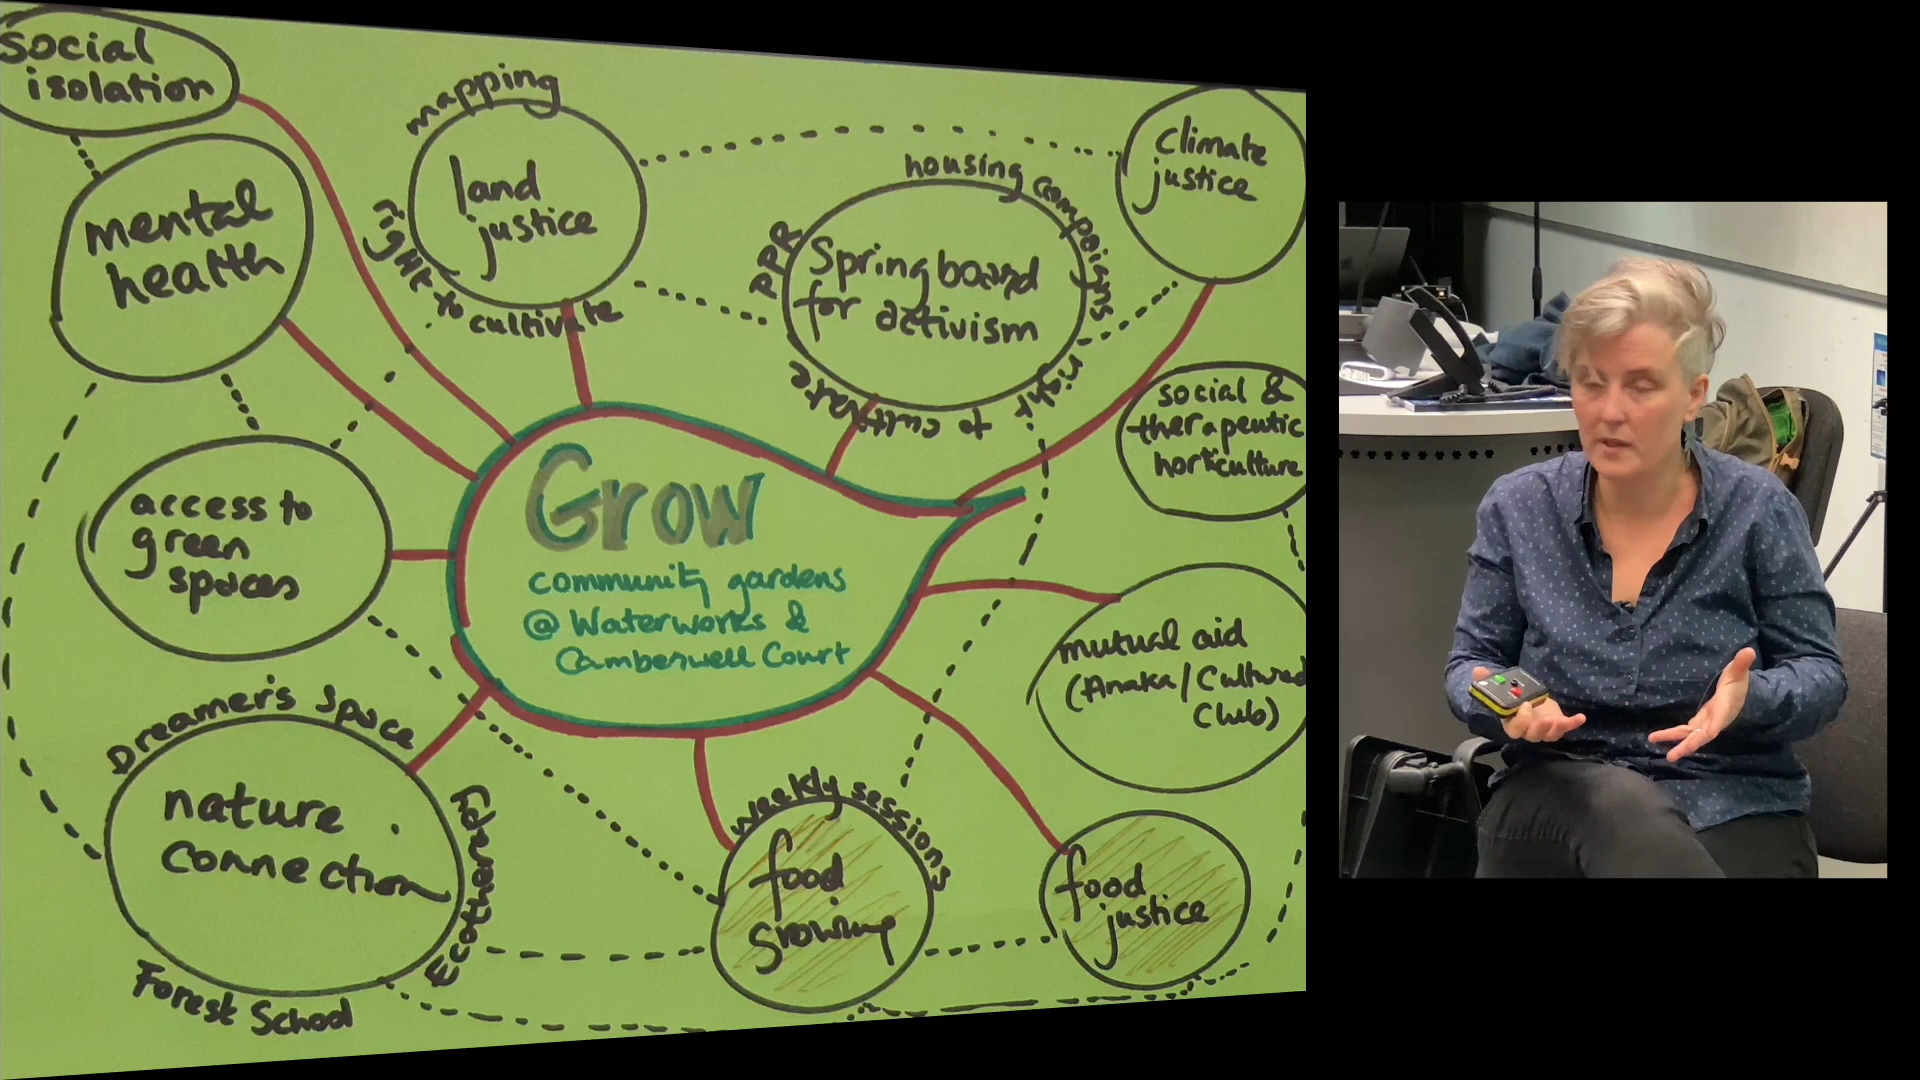 social
isolation
mental
health
mapping
land
justice
right to cultivate
housing campaigns
PPR
Springboard
for activism
right to cultivate
climate
justice
social &
therapeutic
horticulture
access to
green
spaces
Grow
community gardens
@ Waterworks &
Camberwell Court
mutual aid
(Anaka/Cultured
Club)
Dreamer's Space
nature
connection
Ecotherapy
Forest School
weekly sessions
food
growing
food
justice